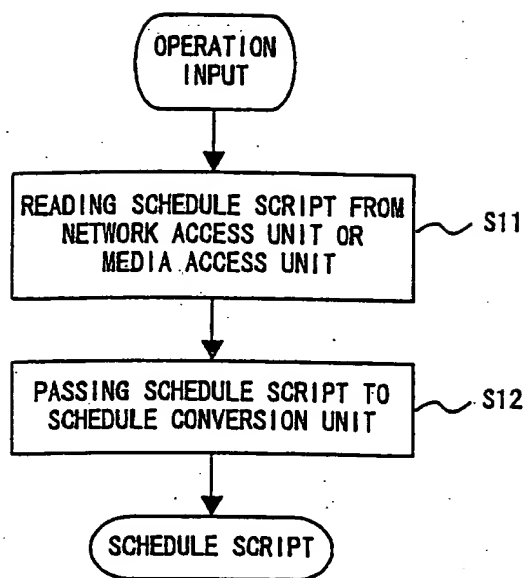 OPERATION
INPUT
READING SCHEDULE SCRIPT FROM
NETWORK ACCESS UNIT OR
MEDIA ACCESS UNIT
S11
PASSING SCHEDULE SCRIPT TO
SCHEDULE CONVERSION UNIT
S12
SCHEDULE SCRIPT